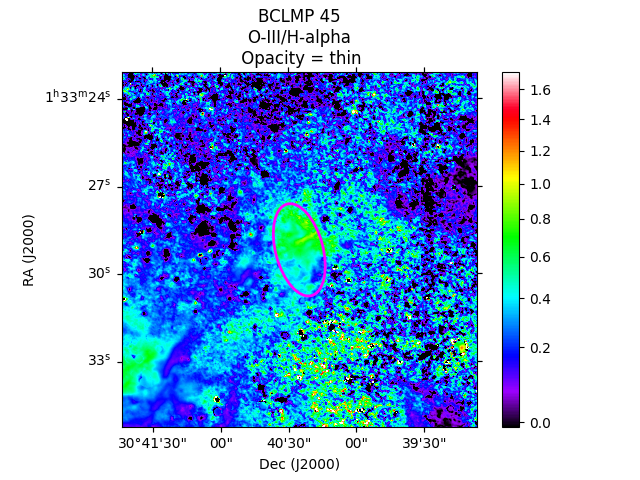 BCLMP 45
O-III/H-alpha
Opacity = thin
1ʰ33ᵐ24ˢ
27ˢ
30ˢ
33ˢ
RA (J2000)
30°41'30" 00" 40'30" 00" 39'30"
Dec (J2000)
1.6
1.4
1.2
1.0
0.8
0.6
0.4
0.2
0.0